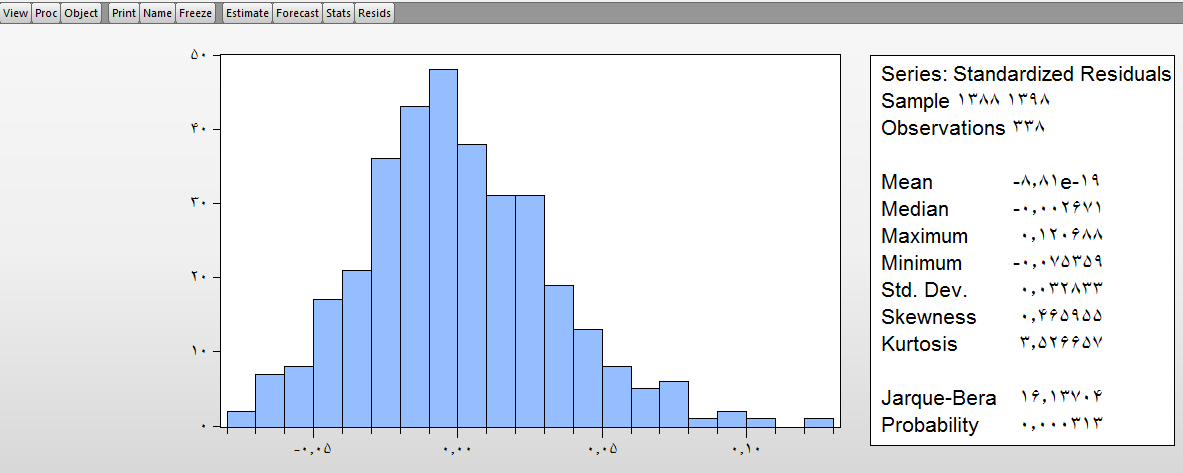 View Proc Object Print Name Freeze Estimate Forecast Stats Resids
۵۰
۴۰
۳۰
۲۰
۱۰
۰
-۰,۰۵ ۰,۰۰ ۰,۰۵ ۰,۱۰
Series: Standardized Residuals
Sample ۱۳۸۸ ۱۳۹۸
Observations ۳۳۸
Mean -۸,۸۱e-۱۹
Median -۰,۰۰۲۶۷۱
Maximum ۰,۱۲۰۶۸۸
Minimum -۰,۰۷۵۳۵۹
Std. Dev. ۰,۰۳۲۸۳۳
Skewness ۰,۴۶۵۹۵۵
Kurtosis ۳,۵۲۶۶۵۷
Jarque-Bera ۱۶,۱۳۷۰۴
Probability ۰,۰۰۰۳۱۳